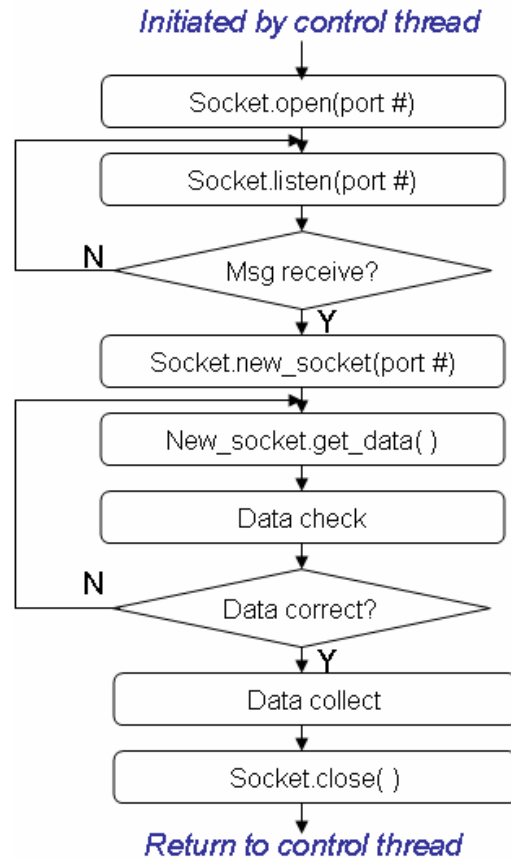 Initiated by control thread
Socket.open(port #)
Socket.listen(port #)
N
Msg receive?
Y
Socket.new_socket(port #)
New_socket.get_data( )
Data check
N
Data correct?
Y
Data collect
Socket.close( )
Return to control thread